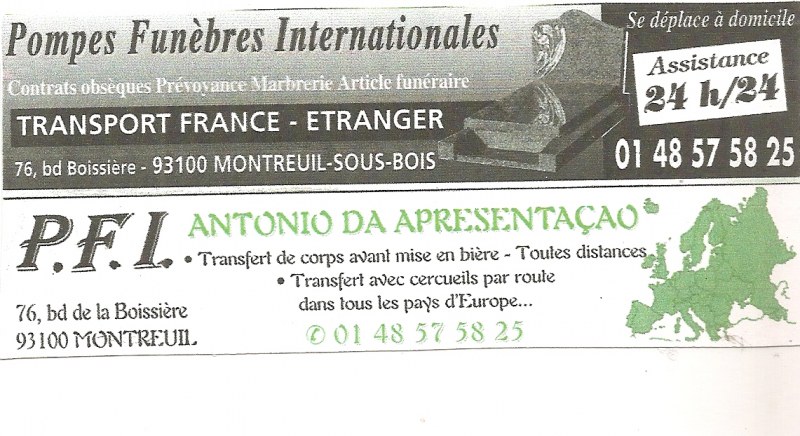 Pompes Funèbres Internationales
Se déplace à domicile
Contrats obsèques Prévoyance Marbrerie Article funéraire
Assistance
24 h/24
TRANSPORT FRANCE - ETRANGER
76, bd Boissière - 93100 MONTREUIL-SOUS-BOIS
01 48 57 58 25
P.F.I. ANTONIO DA APRESENTAÇAO
• Transfert de corps avant mise en bière - Toutes distances
• Transfert avec cercueils par route
dans tous les pays d'Europe...
76, bd de la Boissière
93100 MONTREUIL
✆ 01 48 57 58 25